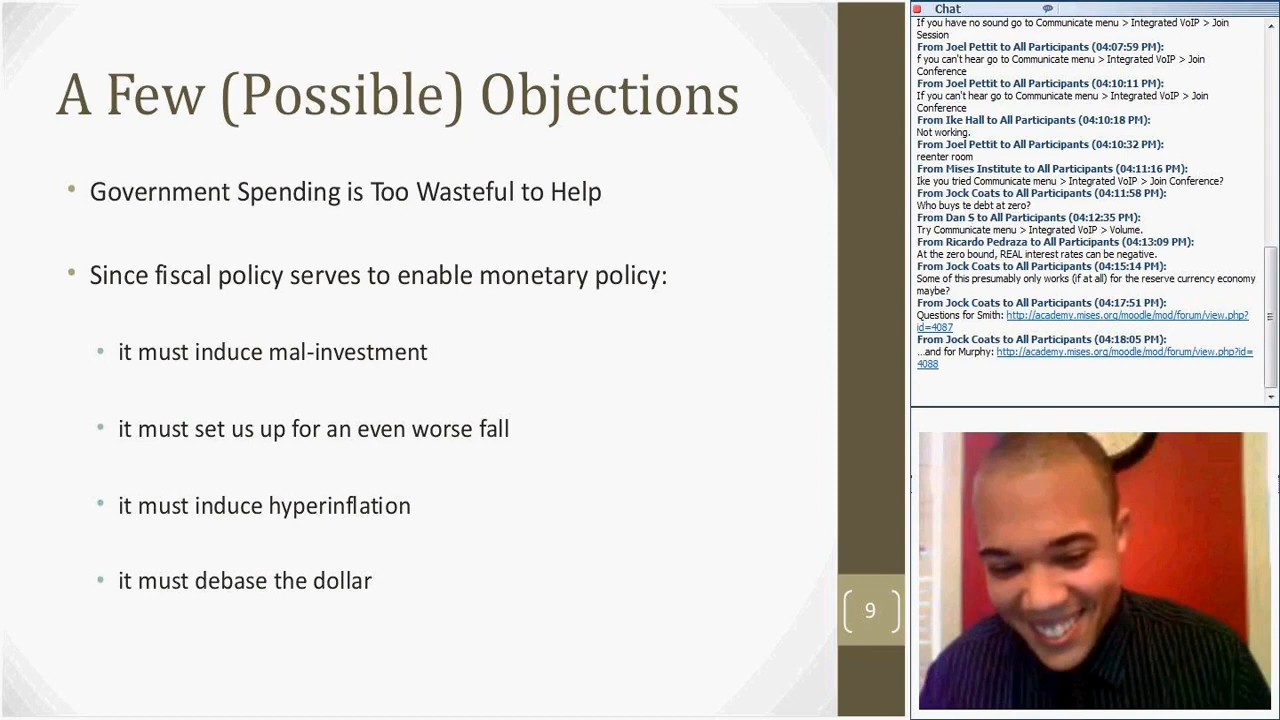 A Few (Possible) Objections
• Government Spending is Too Wasteful to Help
• Since fiscal policy serves to enable monetary policy:
• it must induce mal-investment
• it must set us up for an even worse fall
• it must induce hyperinflation
• it must debase the dollar
9
Chat
If you have no sound go to Communicate menu > Integrated VoIP > Join
Session
From Joel Pettit to All Participants (04:07:59 PM):
f you can't hear go to Communicate menu > Integrated VoIP > Join
Conference
From Joel Pettit to All Participants (04:10:11 PM):
If you can't hear go to Communicate menu > Integrated VoIP > Join
Conference
From Ike Hall to All Participants (04:10:18 PM):
Not working.
From Joel Pettit to All Participants (04:10:32 PM):
reenter room
From Mises Institute to All Participants (04:11:16 PM):
Ike you tried Communicate menu > Integrated VoIP > Join Conference?
From Jock Coats to All Participants (04:11:58 PM):
Who buys te debt at zero?
From Dan S to All Participants (04:12:35 PM):
Try Communicate menu > Integrated VoIP > Volume.
From Ricardo Pedraza to All Participants (04:13:09 PM):
At the zero bound, REAL interest rates can be negative.
From Jock Coats to All Participants (04:15:14 PM):
Some of this presumably only works (if at all) for the reserve currency economy
maybe?
From Jock Coats to All Participants (04:17:51 PM):
Questions for Smith: http://academy.mises.org/moodle/mod/forum/view.php?
id=4087
From Jock Coats to All Participants (04:18:05 PM):
...and for Murphy: http://academy.mises.org/moodle/mod/forum/view.php?id=
4088